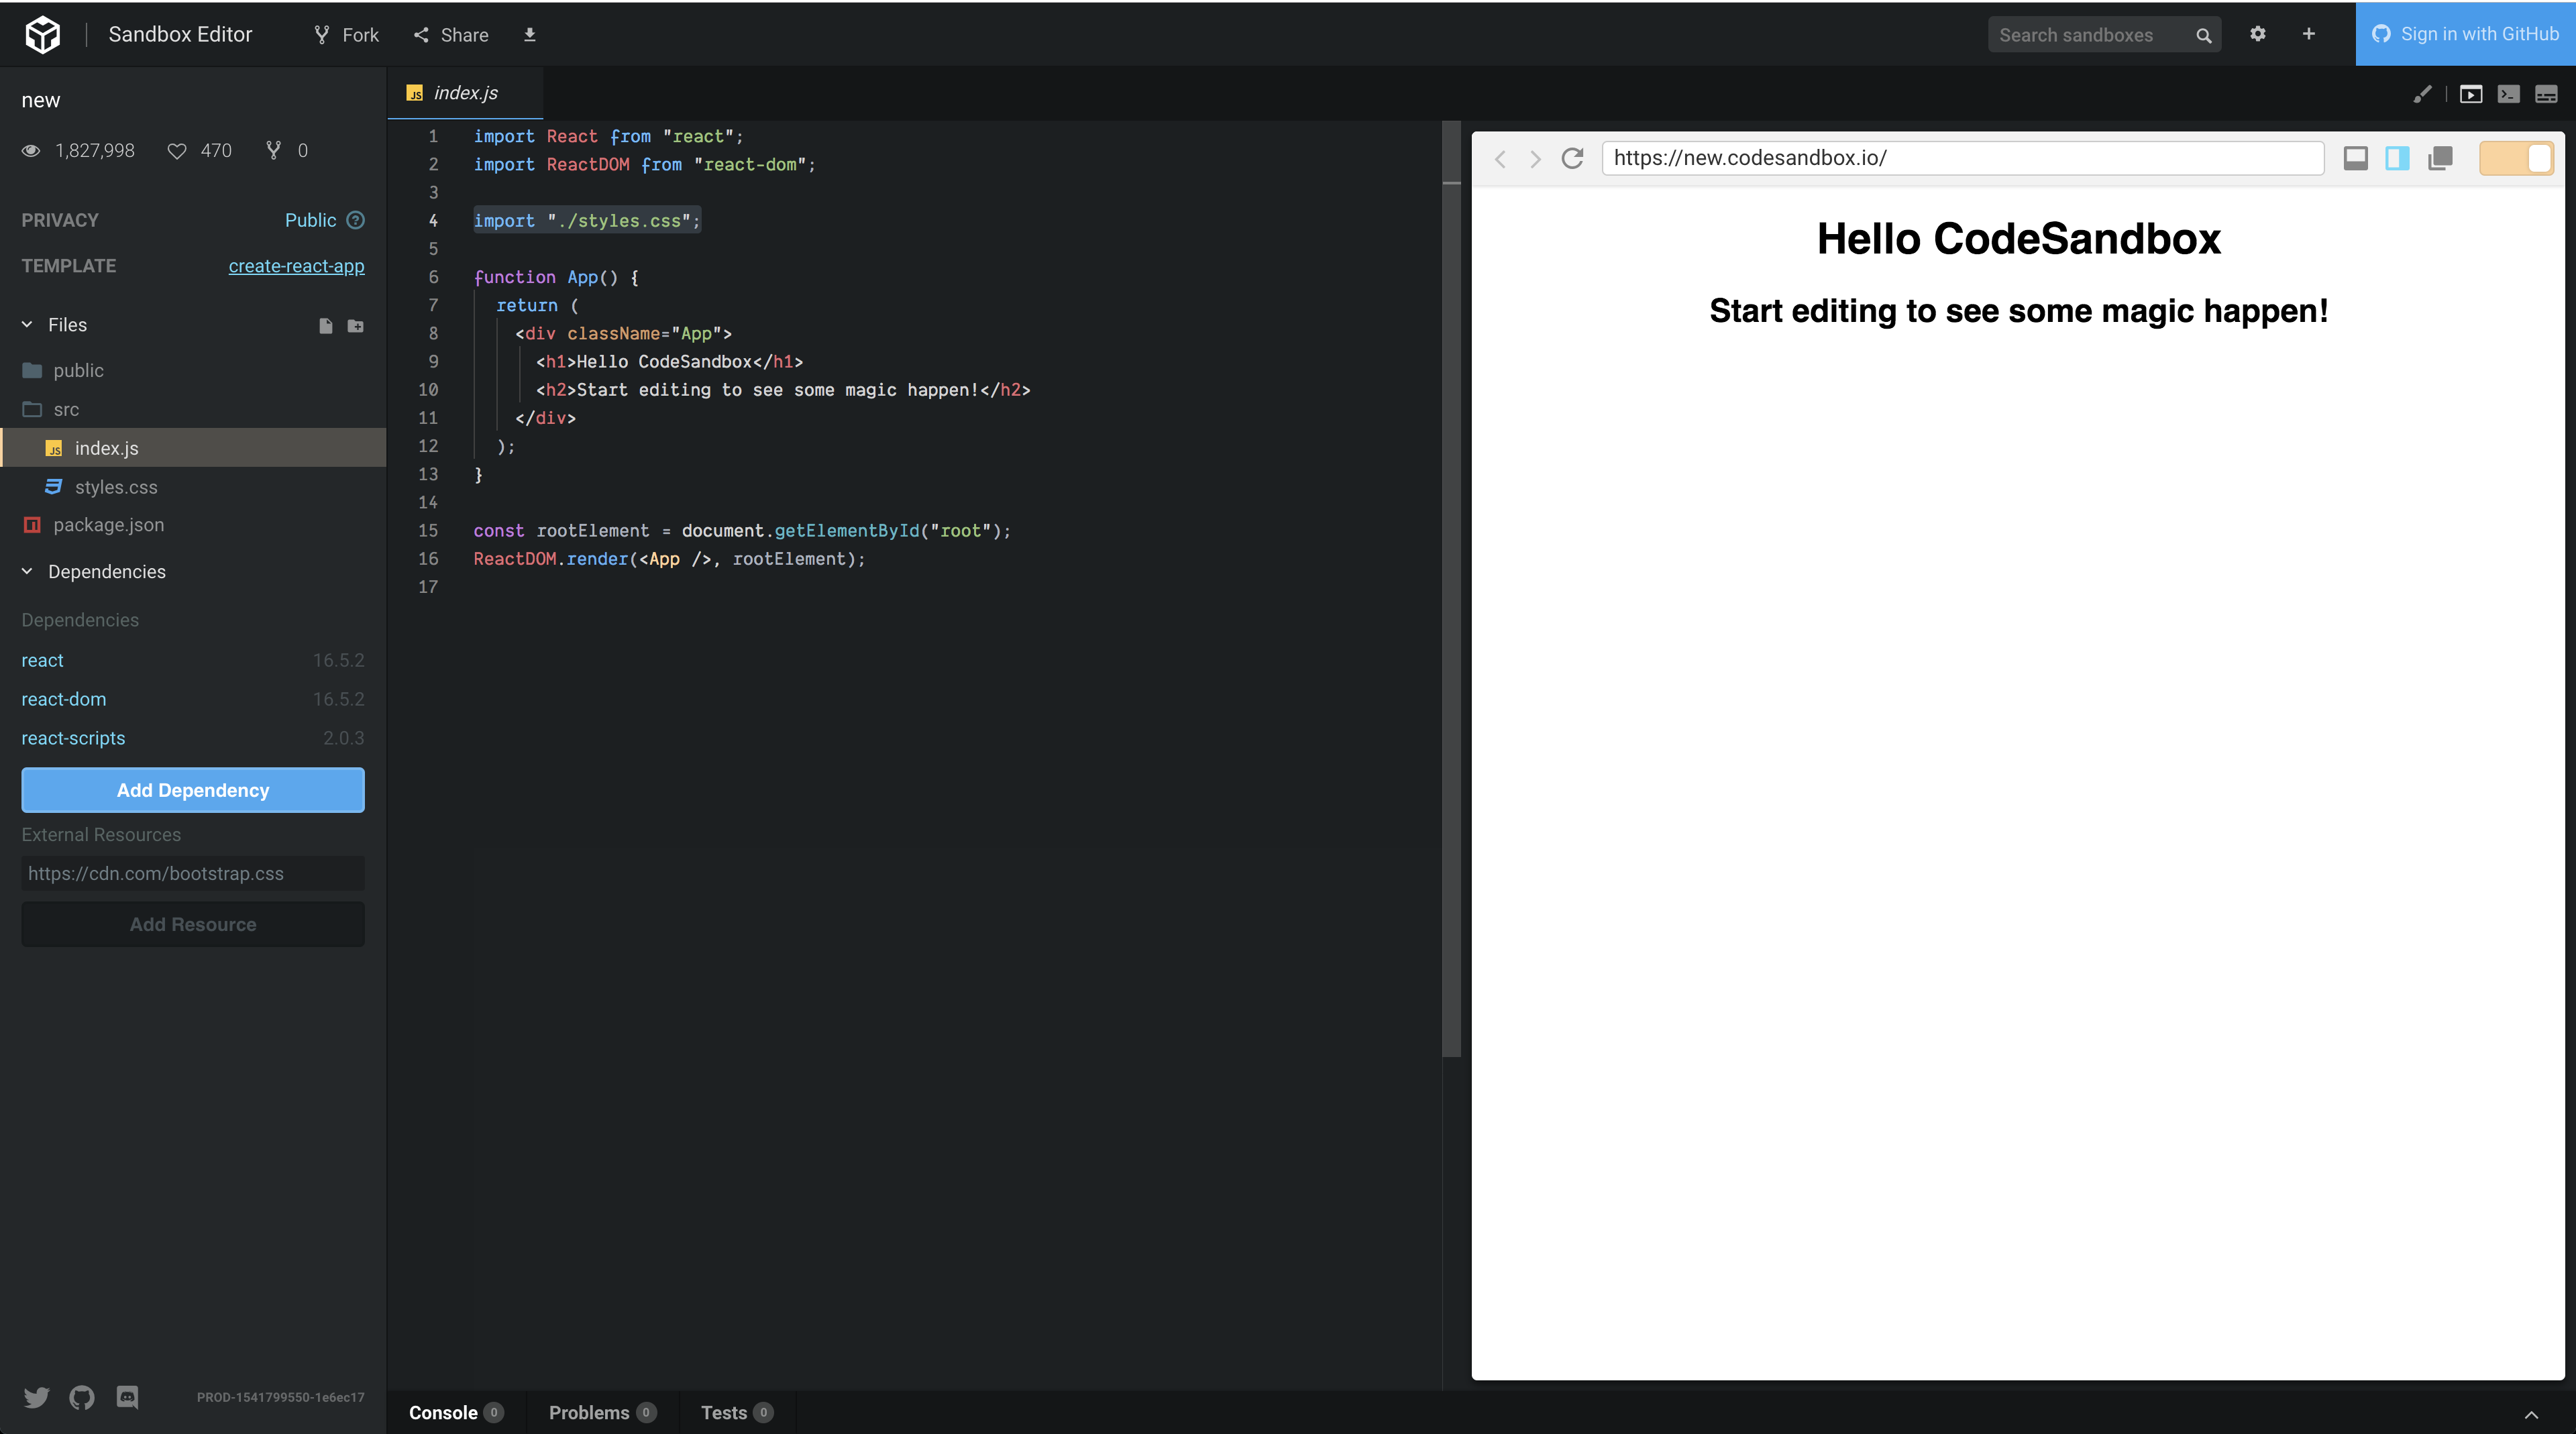 Sandbox Editor
Fork
Share
Search sandboxes
Sign in with GitHub
new
1,827,998
470
0
PRIVACY
Public ?
TEMPLATE
create-react-app
Files
public
src
JS index.js
styles.css
package.json
Dependencies
Dependencies
react 16.5.2
react-dom 16.5.2
react-scripts 2.0.3
Add Dependency
External Resources
https://cdn.com/bootstrap.css
Add Resource
PROD-1541799550-1e6ec17
JS index.js
1 import React from "react";
2 import ReactDOM from "react-dom";
3
4 import "./styles.css";
5
6 function App() {
7 return (
8 <div className="App">
9 <h1>Hello CodeSandbox</h1>
10 <h2>Start editing to see some magic happen!</h2>
11 </div>
12 );
13 }
14
15 const rootElement = document.getElementById("root");
16 ReactDOM.render(<App />, rootElement);
17
Console 0
Problems 0
Tests 0
https://new.codesandbox.io/
Hello CodeSandbox
Start editing to see some magic happen!